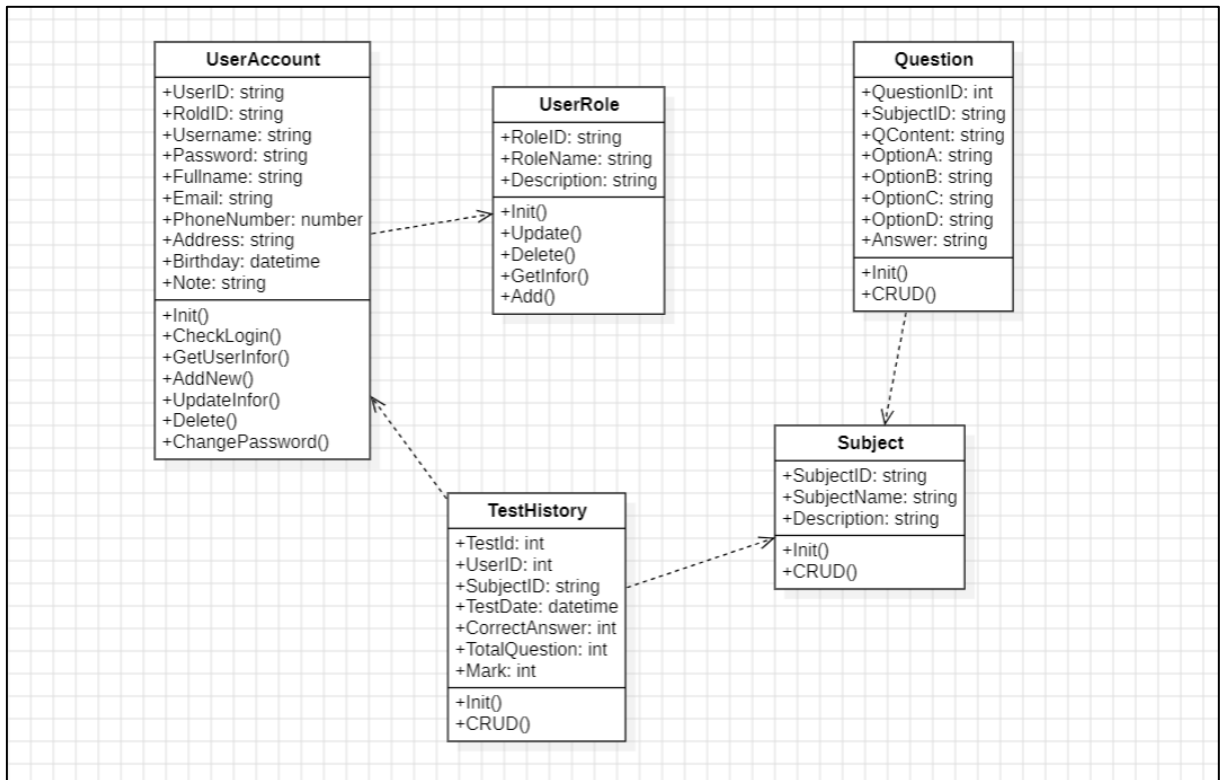 UserAccount
+UserID: string
+RoldID: string
+Username: string
+Password: string
+Fullname: string
+Email: string
+PhoneNumber: number
+Address: string
+Birthday: datetime
+Note: string
+Init()
+CheckLogin()
+GetUserInfor()
+AddNew()
+UpdateInfor()
+Delete()
+ChangePassword()
UserRole
+RoleID: string
+RoleName: string
+Description: string
+Init()
+Update()
+Delete()
+GetInfor()
+Add()
Question
+QuestionID: int
+SubjectID: string
+QContent: string
+OptionA: string
+OptionB: string
+OptionC: string
+OptionD: string
+Answer: string
+Init()
+CRUD()
TestHistory
+TestId: int
+UserID: int
+SubjectID: string
+TestDate: datetime
+CorrectAnswer: int
+TotalQuestion: int
+Mark: int
+Init()
+CRUD()
Subject
+SubjectID: string
+SubjectName: string
+Description: string
+Init()
+CRUD()